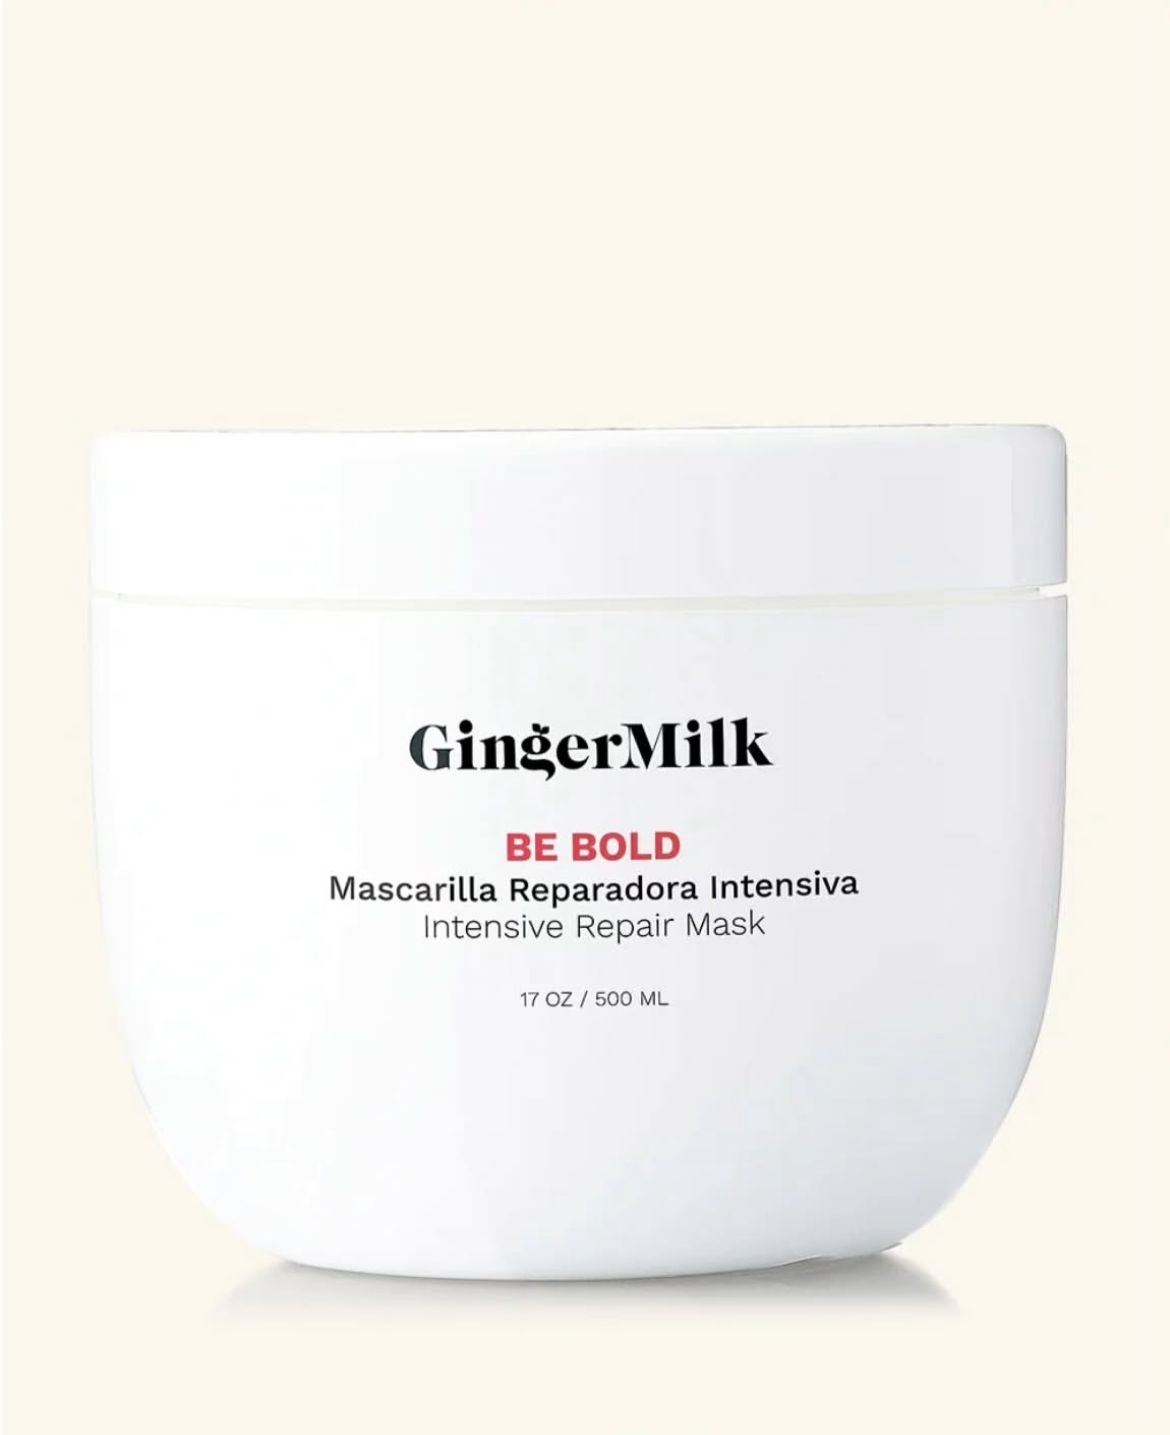 GingerMilk
BE BOLD
Mascarilla Reparadora Intensiva
Intensive Repair Mask
17 OZ / 500 ML